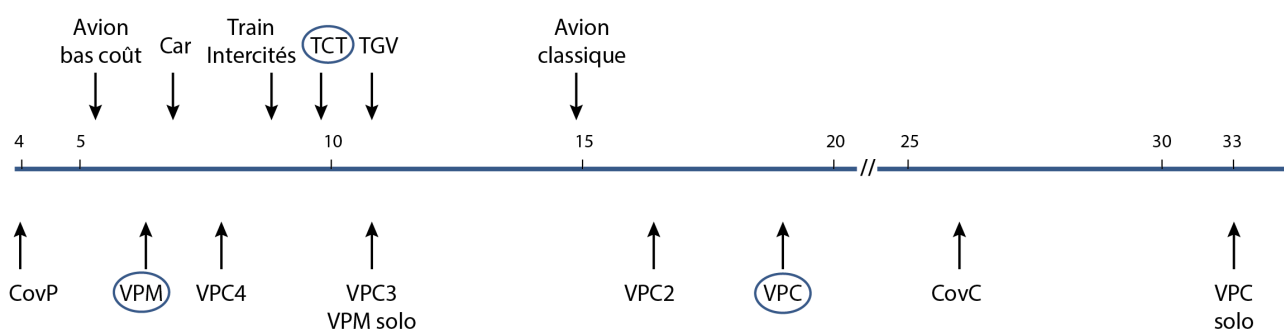 Avion
bas coût
Car
Train
Intercités
TCT
TGV
Avion
classique
4
5
10
15
20
25
30
33
//
CovP
VPM
VPC4
VPC3
VPM solo
VPC2
VPC
CovC
VPC
solo